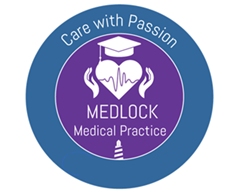 Care with Passion
MEDLOCK
Medical Practice